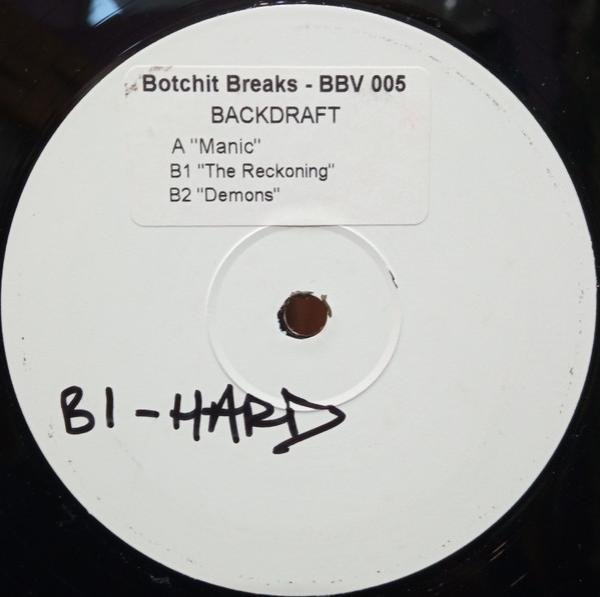 Botchit Breaks - BBV 005
BACKDRAFT
A "Manic"
B1 "The Reckoning"
B2 "Demons"
B1 - HARD